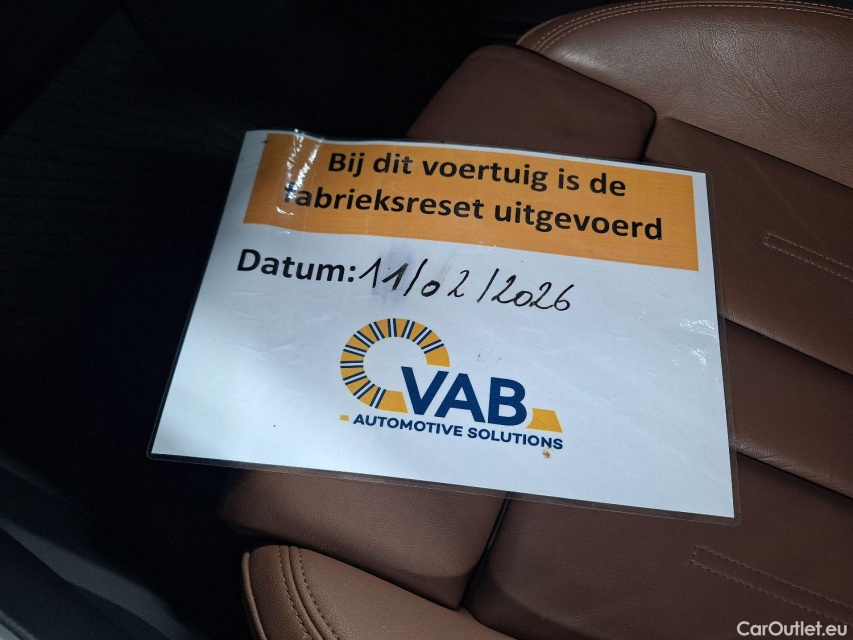 Bij dit voertuig is de
fabrieksreset uitgevoerd
Datum: 11/02/2026
VAB
AUTOMOTIVE SOLUTIONS
CarOutlet.eu